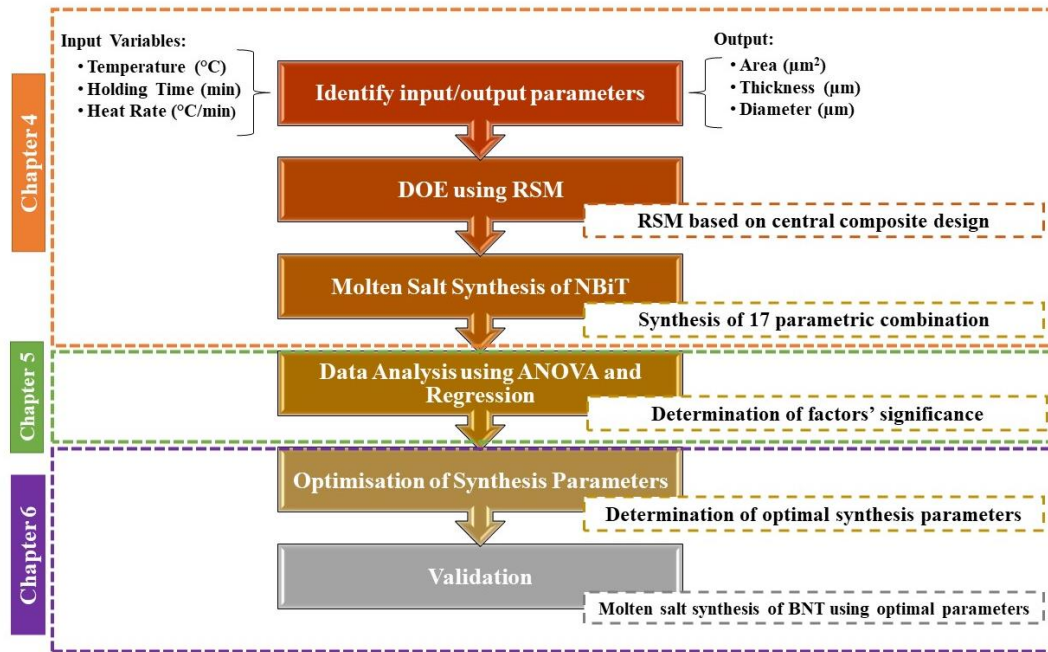 Input Variables:
• Temperature (°C)
• Holding Time (min)
• Heat Rate (°C/min)
Output:
• Area (µm²)
• Thickness (µm)
• Diameter (µm)
Chapter 4
Identify input/output parameters
DOE using RSM
RSM based on central composite design
Molten Salt Synthesis of NBiT
Synthesis of 17 parametric combination
Chapter 5
Data Analysis using ANOVA and
Regression
Determination of factors’ significance
Chapter 6
Optimisation of Synthesis Parameters
Determination of optimal synthesis parameters
Validation
Molten salt synthesis of BNT using optimal parameters